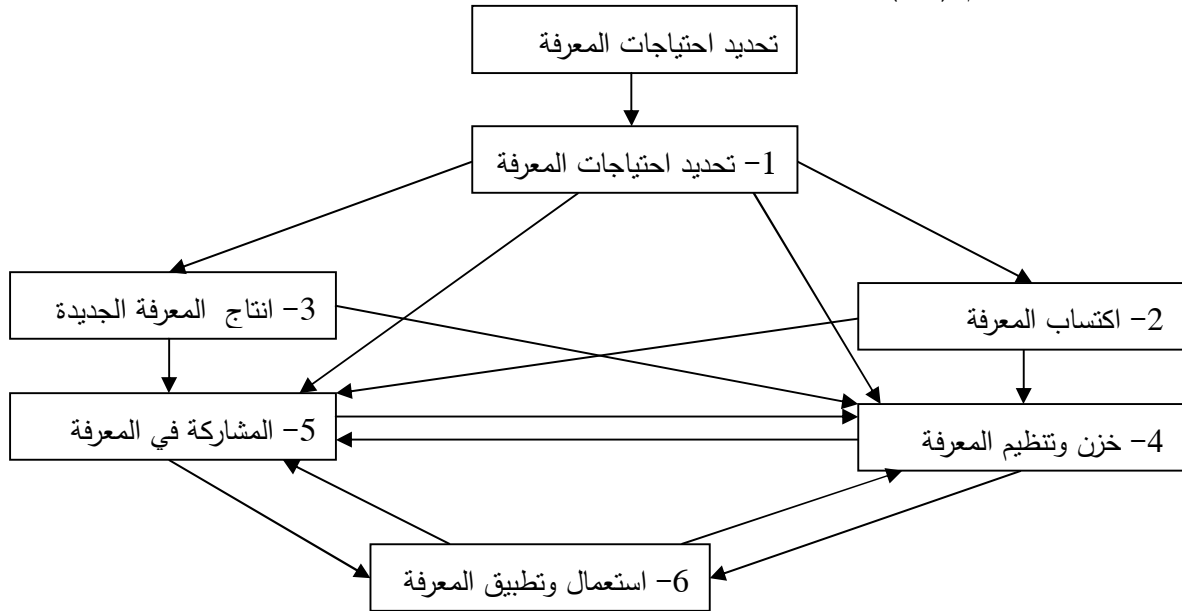 تحديد احتياجات المعرفة
1- تحديد احتياجات المعرفة
2- اكتساب المعرفة
3- انتاج المعرفة الجديدة
4- خزن وتنظيم المعرفة
5- المشاركة في المعرفة
6- استعمال وتطبيق المعرفة